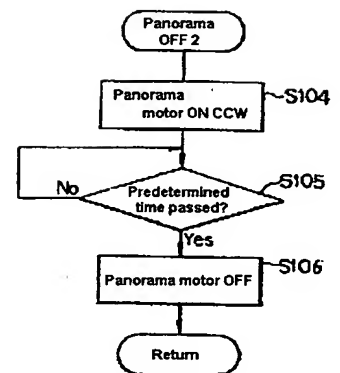 Panorama
OFF 2
Panorama
motor ON CCW
S104
No
Predetermined
time passed?
S105
Yes
Panorama motor OFF
S106
Return